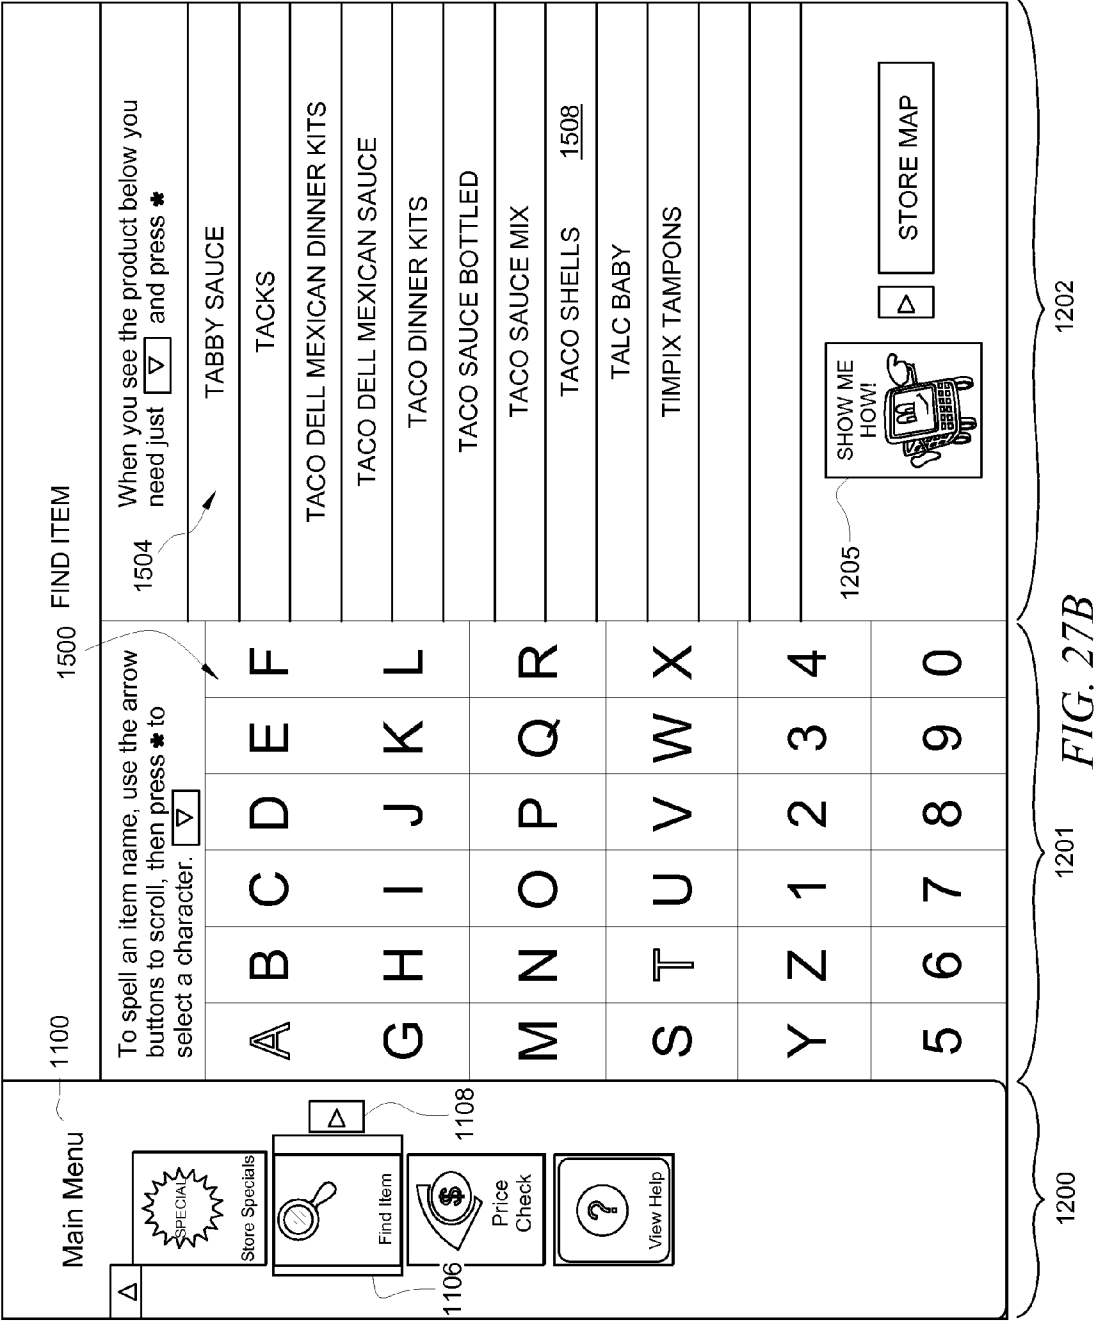 Main Menu
1100
1500
FIND ITEM
SPECIAL
Store Specials
Find Item
1106
1108
$
Price
Check
?
View Help
To spell an item name, use the arrow
buttons to scroll, then press * to
select a character.
A B C D E F
G H I J K L
M N O P Q R
S T U V W X
Y Z 1 2 3 4
5 6 7 8 9 0
1504
When you see the product below you
need just and press *
TABBY SAUCE
TACKS
TACO DELL MEXICAN DINNER KITS
TACO DELL MEXICAN SAUCE
TACO DINNER KITS
TACO SAUCE BOTTLED
TACO SAUCE MIX
TACO SHELLS
1508
TALC BABY
TIMPIX TAMPONS
1205
SHOW ME
HOW!
STORE MAP
1200
1201
1202
FIG. 27B